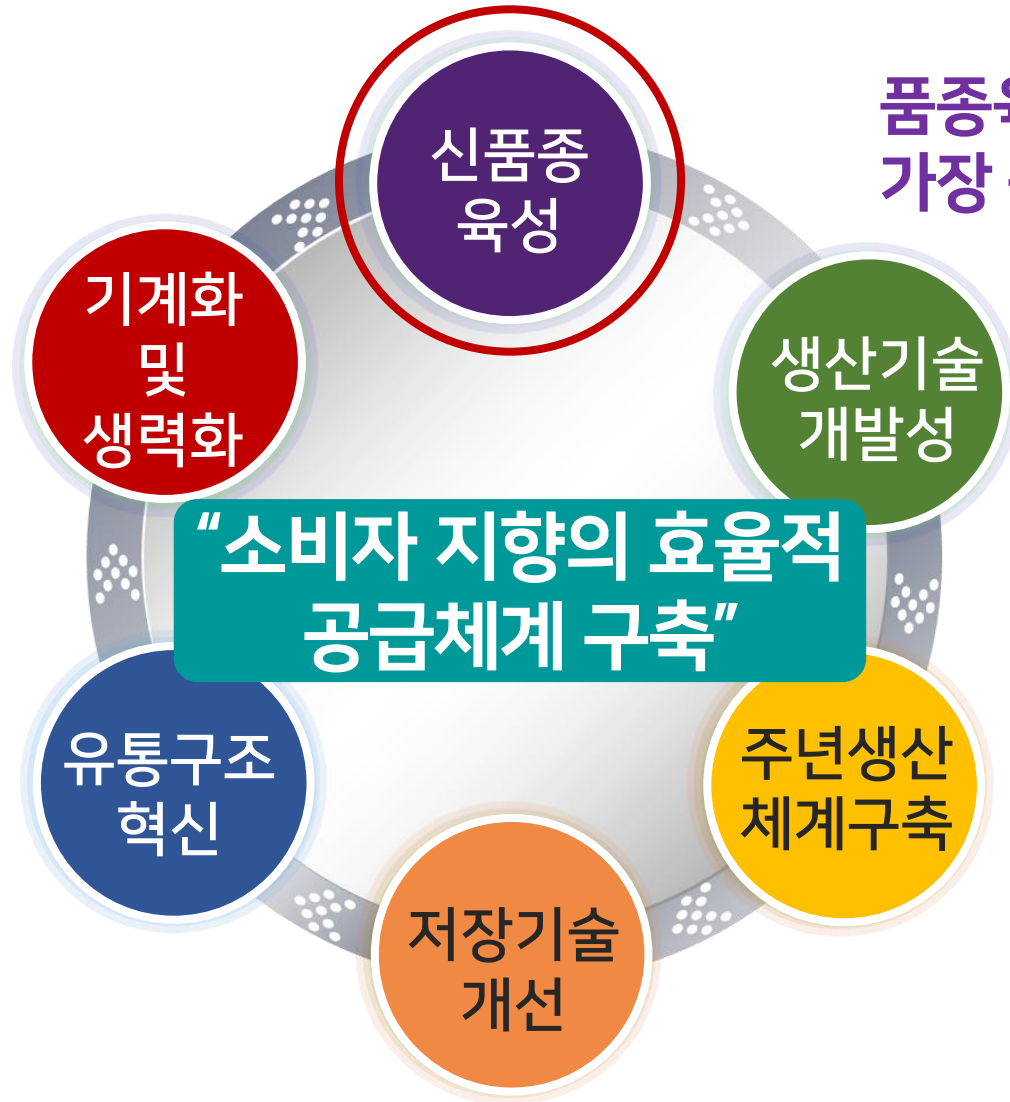 신품종
육성
가장
기계화
및
생력화
생산기술
개발성
“소비자 지향의 효율적
공급체계 구축”
유통구조
혁신
주년생산
체계구축
저장기술
개선